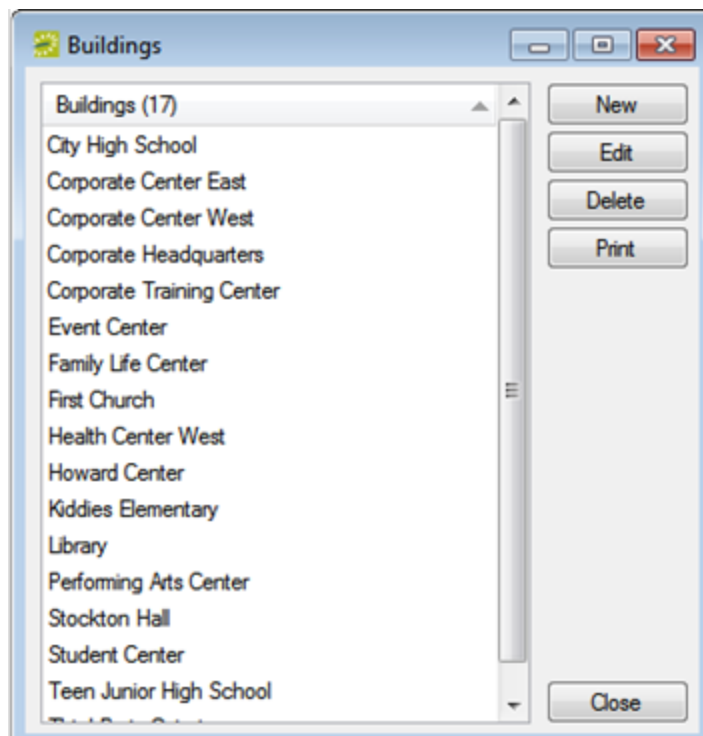 Buildings
Buildings (17)
City High School
Corporate Center East
Corporate Center West
Corporate Headquarters
Corporate Training Center
Event Center
Family Life Center
First Church
Health Center West
Howard Center
Kiddies Elementary
Library
Performing Arts Center
Stockton Hall
Student Center
Teen Junior High School
New
Edit
Delete
Print
Close